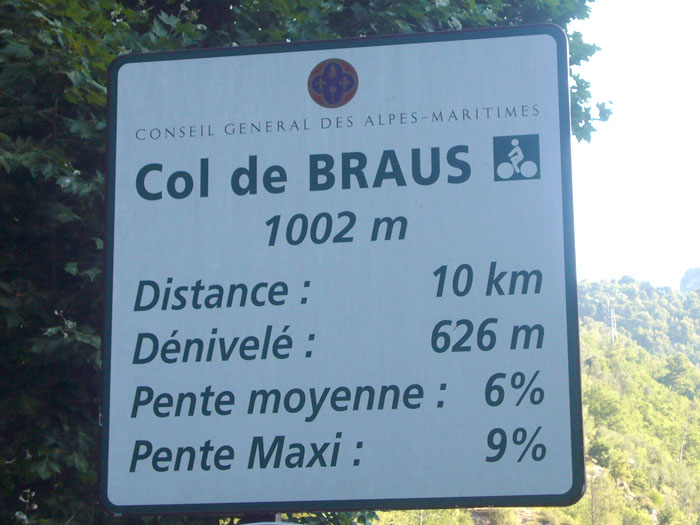 CONSEIL GENERAL DES ALPES-MARITIMES
Col de BRAUS
1002 m
Distance : 10 km
Dénivelé : 626 m
Pente moyenne : 6%
Pente Maxi : 9%